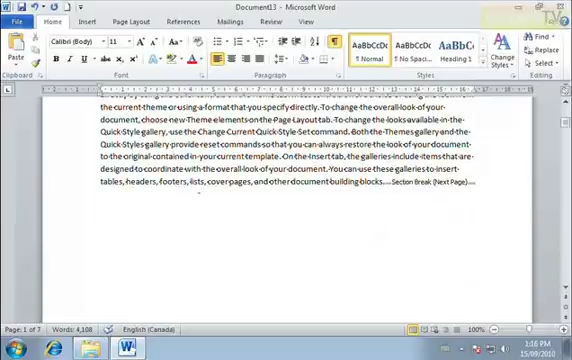 Document13 - Microsoft Word
TV
File Home Insert Page Layout References Mailings Review View
Calibri (Body) 11
Paste
AaBbCcDc AaBbCcDc AaBbCc
¶ Normal ¶ No Spaci... Heading 1
Change Styles
Find
Replace
Select
Editing
Clipboard Font Paragraph Styles
the current theme or using a format that you specify directly. To change the overall look of your
document, choose new Theme elements on the Page Layout tab. To change the looks available in the
Quick Style gallery, use the Change Current Quick Style Set command. Both the Themes gallery and the
Quick Styles gallery provide reset commands so that you can always restore the look of your document
to the original contained in your current template. On the Insert tab, the galleries include items that are
designed to coordinate with the overall look of your document. You can use these galleries to insert
tables, headers, footers, lists, cover pages, and other document building blocks. Section Break (Next Page)
Page: 1 of 7 Words: 4,108 English (Canada) 100%
1:16 PM
15/09/2010